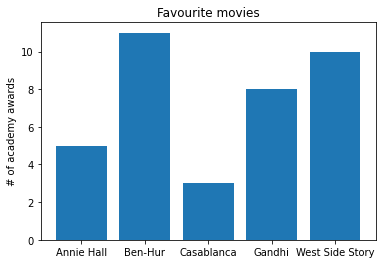 Favourite movies
# of academy awards
10
8
6
4
2
0
Annie Hall Ben-Hur Casablanca Gandhi West Side Story